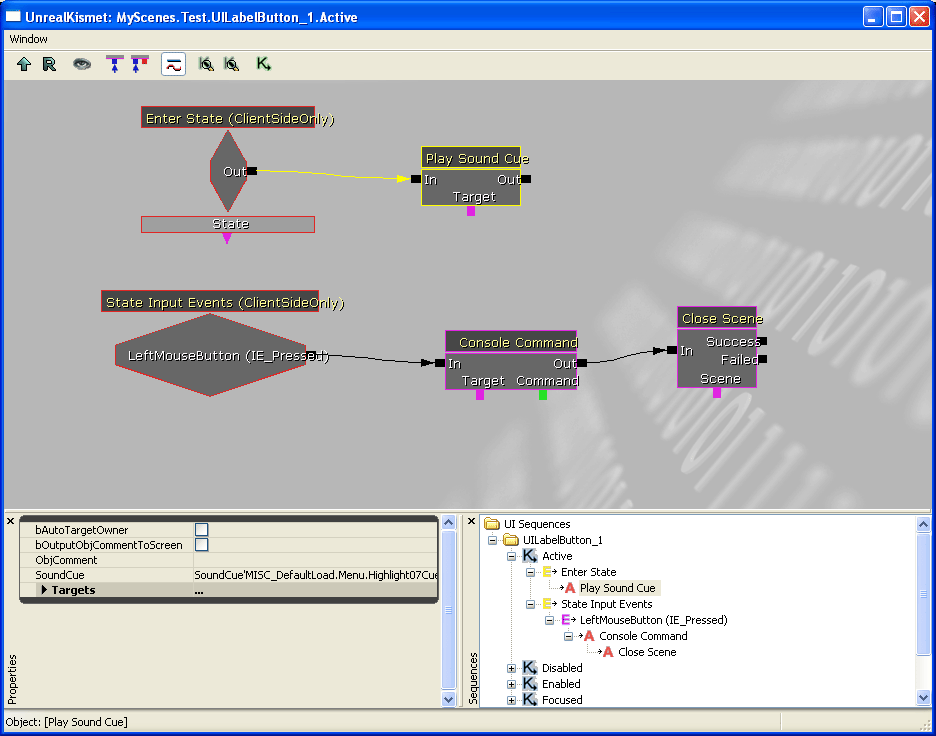 UnrealKismet: MyScenes.Test.UILabelButton_1.Active
Window
Enter State (ClientSideOnly)
Out
State
Play Sound Cue
In Out
Target
State Input Events (ClientSideOnly)
LeftMouseButton (IE_Pressed)
Console Command
In Out
Target Command
Close Scene
In
Success
Failed
Scene
Properties
bAutoTargetOwner
bOutputObjCommentToScreen
ObjComment
SoundCue SoundCue'MISC_DefaultLoad.Menu.Highlight07Cue
Targets ...
Sequences
UI Sequences
UILabelButton_1
Active
Enter State
Play Sound Cue
State Input Events
LeftMouseButton (IE_Pressed)
Console Command
Close Scene
Disabled
Enabled
Focused
Object: [Play Sound Cue]